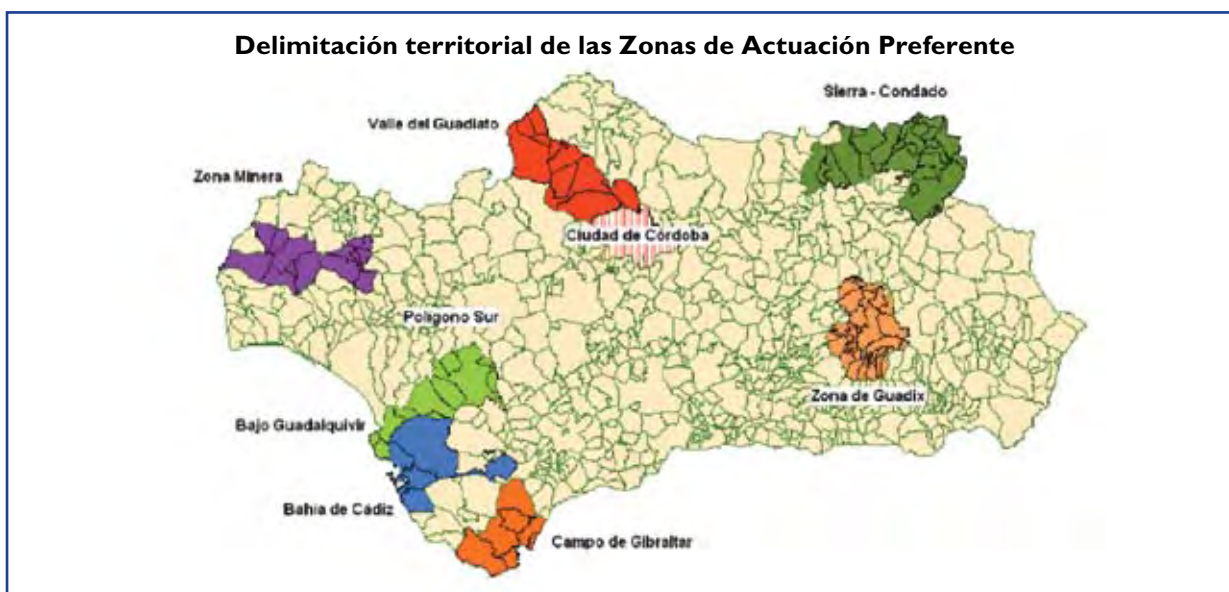 Delimitación territorial de las Zonas de Actuación Preferente
Sierra - Condado
Valle del Guadiato
Zona Minera
Ciudad de Córdoba
Polígono Sur
Zona de Guadix
Bajo Guadalquivir
Bahía de Cádiz
Campo de Gibraltar